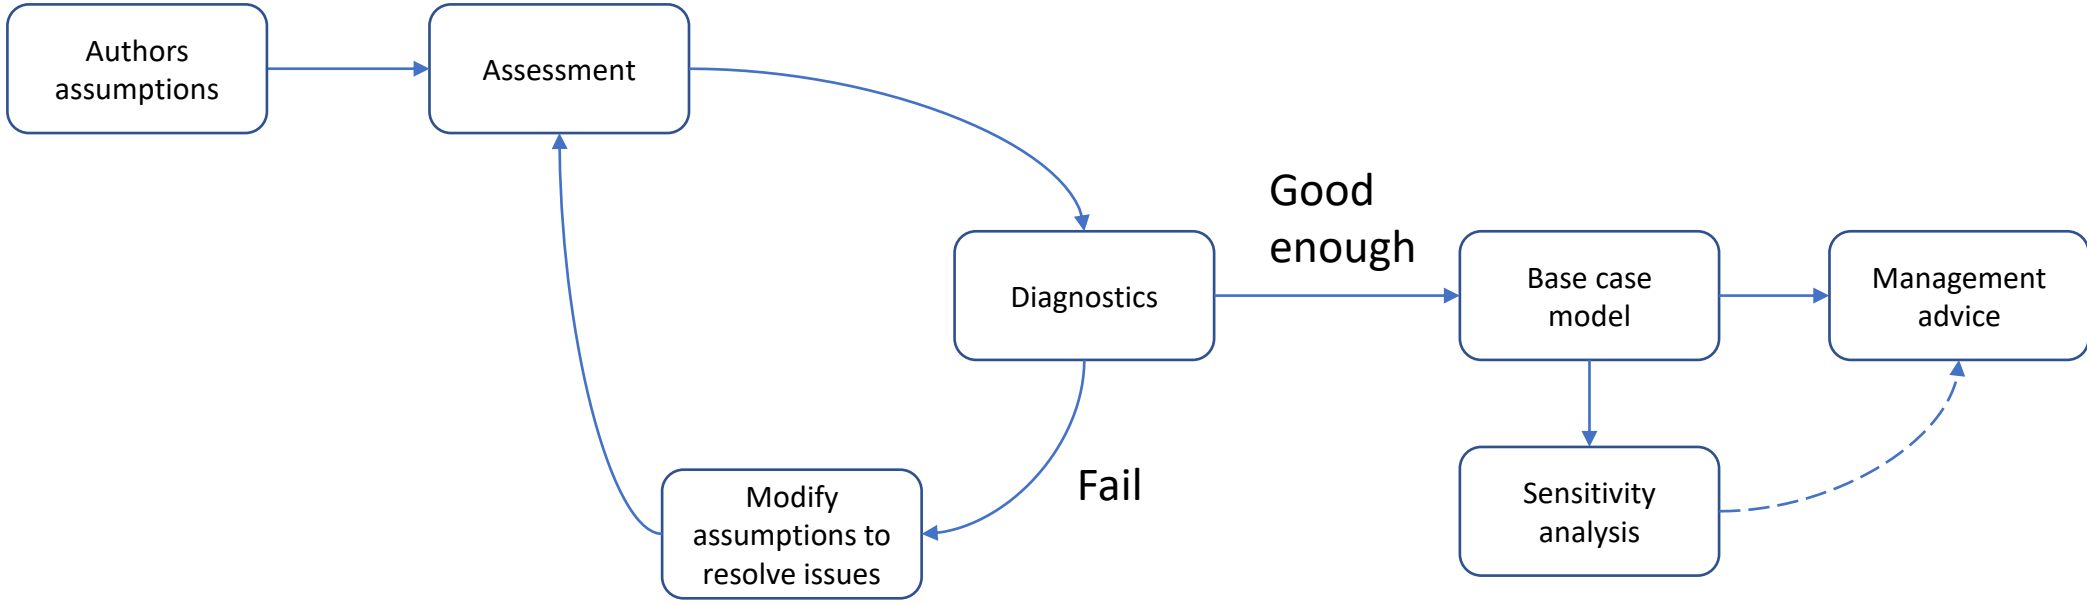 Authors
assumptions
Assessment
Good
enough
Diagnostics
Base case
model
Management
advice
Fail
Modify
assumptions to
resolve issues
Sensitivity
analysis